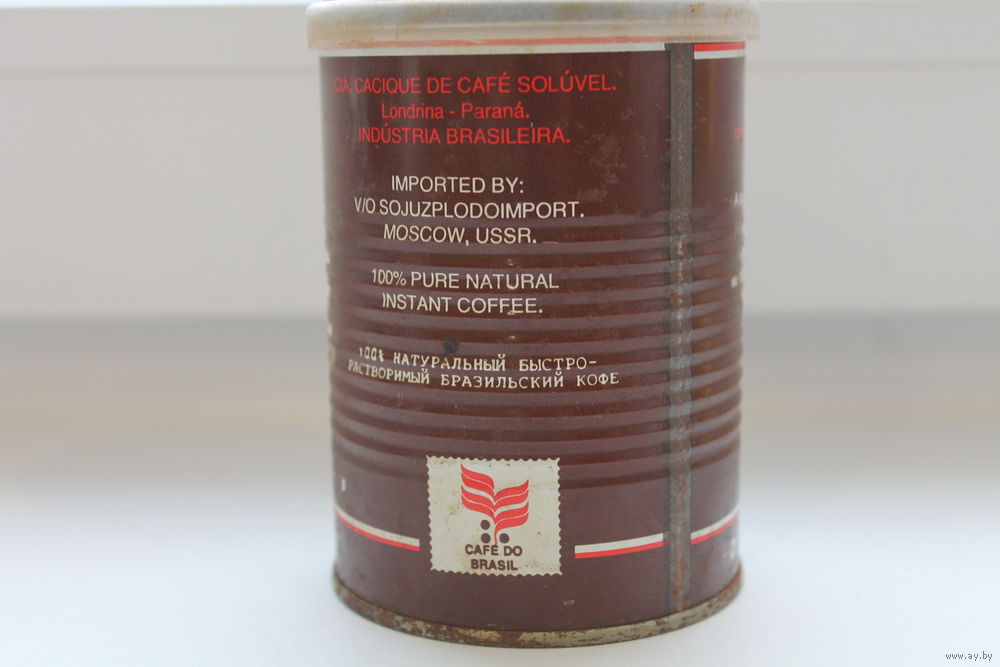 CIA. CACIQUE DE CAFÉ SOLÚVEL.
Londrina - Paraná.
INDÚSTRIA BRASILEIRA.
IMPORTED BY:
V/O SOJUZPLODOIMPORT.
MOSCOW, USSR.
100% PURE NATURAL
INSTANT COFFEE.
100% НАТУРАЛЬНЫЙ БЫСТРО-
РАСТВОРИМЫЙ БРАЗИЛЬСКИЙ КОФЕ
CAFÉ DO
BRASIL
www.ay.by